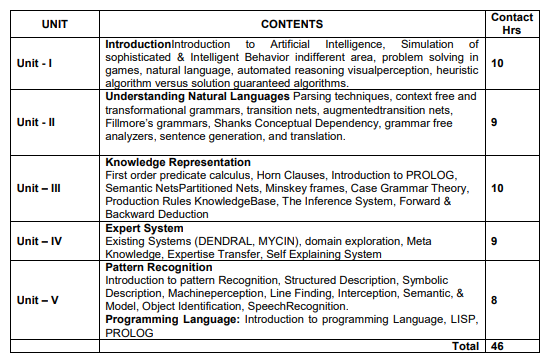 UNIT CONTENTS Contact
Hrs
Unit - I
IntroductionIntroduction to Artificial Intelligence, Simulation of
sophisticated & Intelligent Behavior indifferent area, problem solving in
games, natural language, automated reasoning visualperception, heuristic
algorithm versus solution guaranteed algorithms.
10
Unit - II
Understanding Natural Languages Parsing techniques, context free and
transformational grammars, transition nets, augmentedtransition nets,
Fillmore's grammars, Shanks Conceptual Dependency, grammar free
analyzers, sentence generation, and translation.
9
Unit – III
Knowledge Representation
First order predicate calculus, Horn Clauses, Introduction to PROLOG,
Semantic NetsPartitioned Nets, Minskey frames, Case Grammar Theory,
Production Rules KnowledgeBase, The Inference System, Forward &
Backward Deduction
10
Unit – IV
Expert System
Existing Systems (DENDRAL, MYCIN), domain exploration, Meta
Knowledge, Expertise Transfer, Self Explaining System
9
Unit – V
Pattern Recognition
Introduction to pattern Recognition, Structured Description, Symbolic
Description, Machineperception, Line Finding, Interception, Semantic, &
Model, Object Identification, SpeechRecognition.
Programming Language: Introduction to programming Language, LISP,
PROLOG
8
Total 46